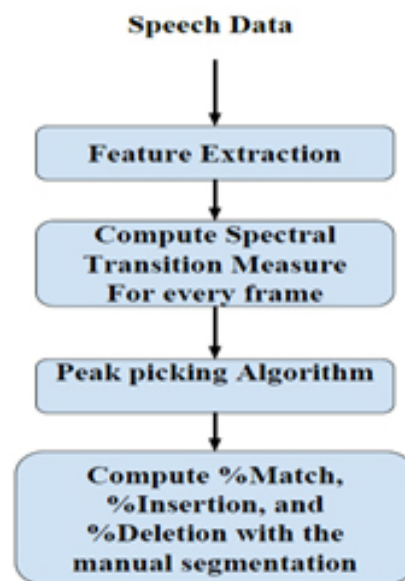 Speech Data
Feature Extraction
Compute Spectral
Transition Measure
For every frame
Peak picking Algorithm
Compute %Match,
%Insertion, and
%Deletion with the
manual segmentation